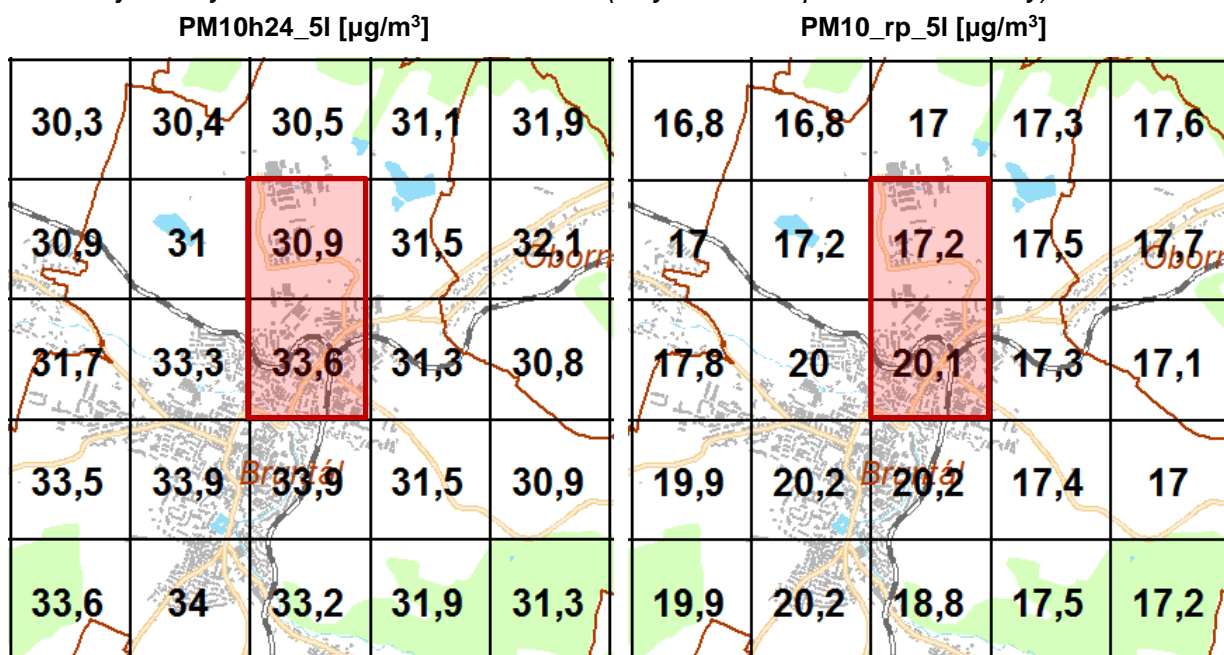 PM10h24_5l [µg/m³] PM10_rp_5l [µg/m³]
30,3 30,4 30,5 31,1 31,9 16,8 16,8 17 17,3 17,6
30,9 31 30,9 31,5 32,1 17 17,2 17,2 17,5 17,7
Oborn Oborn
31,7 33,3 33,6 31,3 30,8 17,8 20 20,1 17,3 17,1
33,5 33,9 33,9 31,5 30,9 19,9 20,2 20,2 17,4 17
Bruntál Bruntál
33,6 34 33,2 31,9 31,3 19,9 20,2 18,8 17,5 17,2